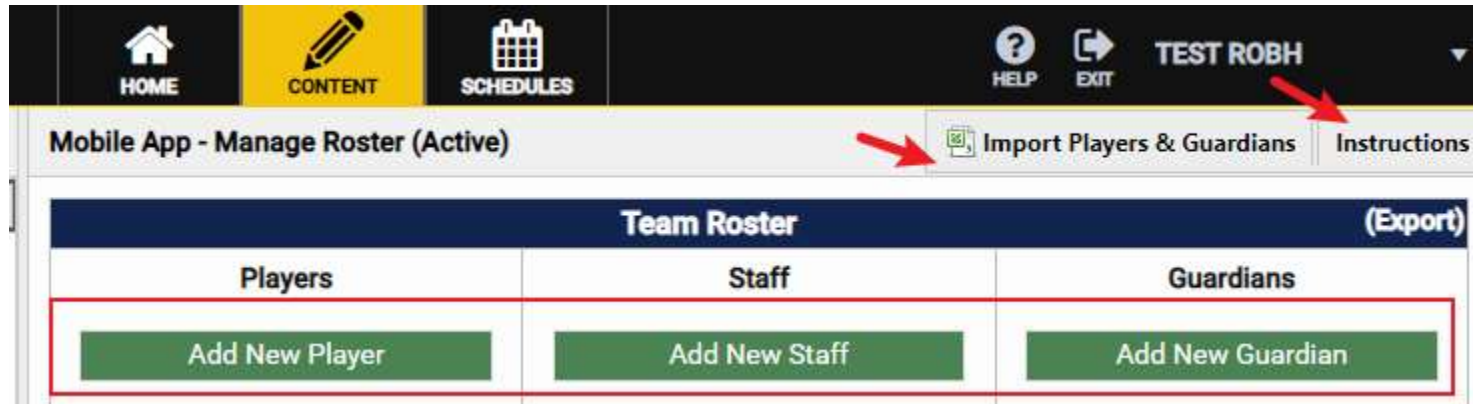 HOME CONTENT SCHEDULES HELP EXIT TEST ROBH
Mobile App - Manage Roster (Active) Import Players & Guardians Instructions
Team Roster (Export)
Players Staff Guardians
Add New Player Add New Staff Add New Guardian